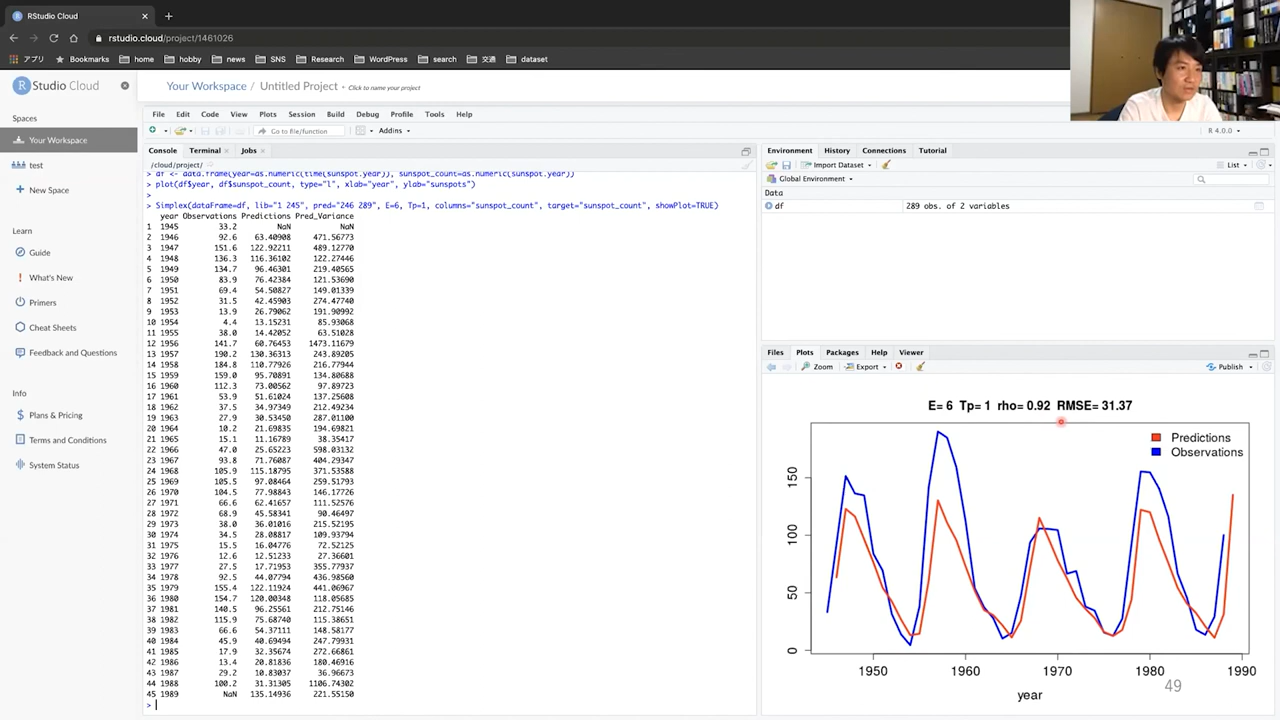 RStudio Cloud
rstudio.cloud/project/1461026
アプリ Bookmarks home hobby news SNS Research WordPress search 交通 dataset
R Studio Cloud
Your Workspace / Untitled Project Click to name your project
Spaces
Your Workspace
test
New Space
Learn
Guide
What's New
Primers
Cheat Sheets
Feedback and Questions
Info
Plans & Pricing
Terms and Conditions
System Status
File Edit Code View Plots Session Build Debug Profile Tools Help
Go to file/function Addins R 4.0.0
Console Terminal Jobs
/cloud/project/
> df <- data.frame(year=as.numeric(time(sunspot.year)), sunspot_count=as.numeric(sunspot.year))
> plot(df$year, df$sunspot_count, type="l", xlab="year", ylab="sunspots")
>
> Simplex(dataFrame=df, lib="1 245", pred="246 289", E=6, Tp=1, columns="sunspot_count", target="sunspot_count", showPlot=TRUE)
year Observations Predictions Pred_Variance
1 1945 33.2 NaN NaN
2 1946 92.6 63.40908 471.56773
3 1947 151.6 122.92211 489.12770
4 1948 136.3 116.36102 122.27446
5 1949 134.7 96.46301 219.40565
6 1950 83.9 76.42384 121.53690
7 1951 69.4 54.50827 149.01339
8 1952 31.5 42.45903 274.47740
9 1953 13.9 26.79062 191.90992
10 1954 4.4 13.15231 85.93068
11 1955 38.0 14.42052 63.51028
12 1956 141.7 60.76453 1473.11679
13 1957 190.2 130.36313 243.89205
14 1958 184.8 110.77926 216.77944
15 1959 159.0 95.70891 134.80688
16 1960 112.3 73.00562 97.89723
17 1961 53.9 51.61024 137.25608
18 1962 37.5 34.97349 212.49234
19 1963 27.9 30.53450 287.01100
20 1964 10.2 21.69835 194.69821
21 1965 15.1 11.16789 38.35417
22 1966 47.0 25.65223 598.03132
23 1967 93.8 71.76087 404.29347
24 1968 105.9 115.18795 371.53588
25 1969 105.5 97.08464 259.51793
26 1970 104.5 77.98843 146.17726
27 1971 66.6 62.41657 111.52576
28 1972 68.9 45.58341 90.46497
29 1973 38.0 36.01016 215.52195
30 1974 34.5 28.08817 109.93794
31 1975 15.5 16.04776 72.52125
32 1976 12.6 12.51233 27.36601
33 1977 27.5 17.71953 355.77937
34 1978 92.5 44.07794 436.98560
35 1979 155.4 122.11924 441.06967
36 1980 154.7 120.00348 118.05685
37 1981 140.5 96.25561 212.75146
38 1982 115.9 75.68740 115.38651
39 1983 66.6 54.37111 148.58177
40 1984 45.9 40.69494 247.79931
41 1985 17.9 32.35674 272.66861
42 1986 13.4 20.81836 180.46916
43 1987 29.2 10.83037 36.96673
44 1988 100.2 31.31305 1106.74302
45 1989 NaN 135.14936 221.55150
>
Environment History Connections Tutorial
Import Dataset List
Global Environment
Data
df 289 obs. of 2 variables
Files Plots Packages Help Viewer
Zoom Export Publish
E= 6 Tp= 1 rho= 0.92 RMSE= 31.37
Predictions
Observations
150
100
50
0
1950 1960 1970 1980 1990
year
49